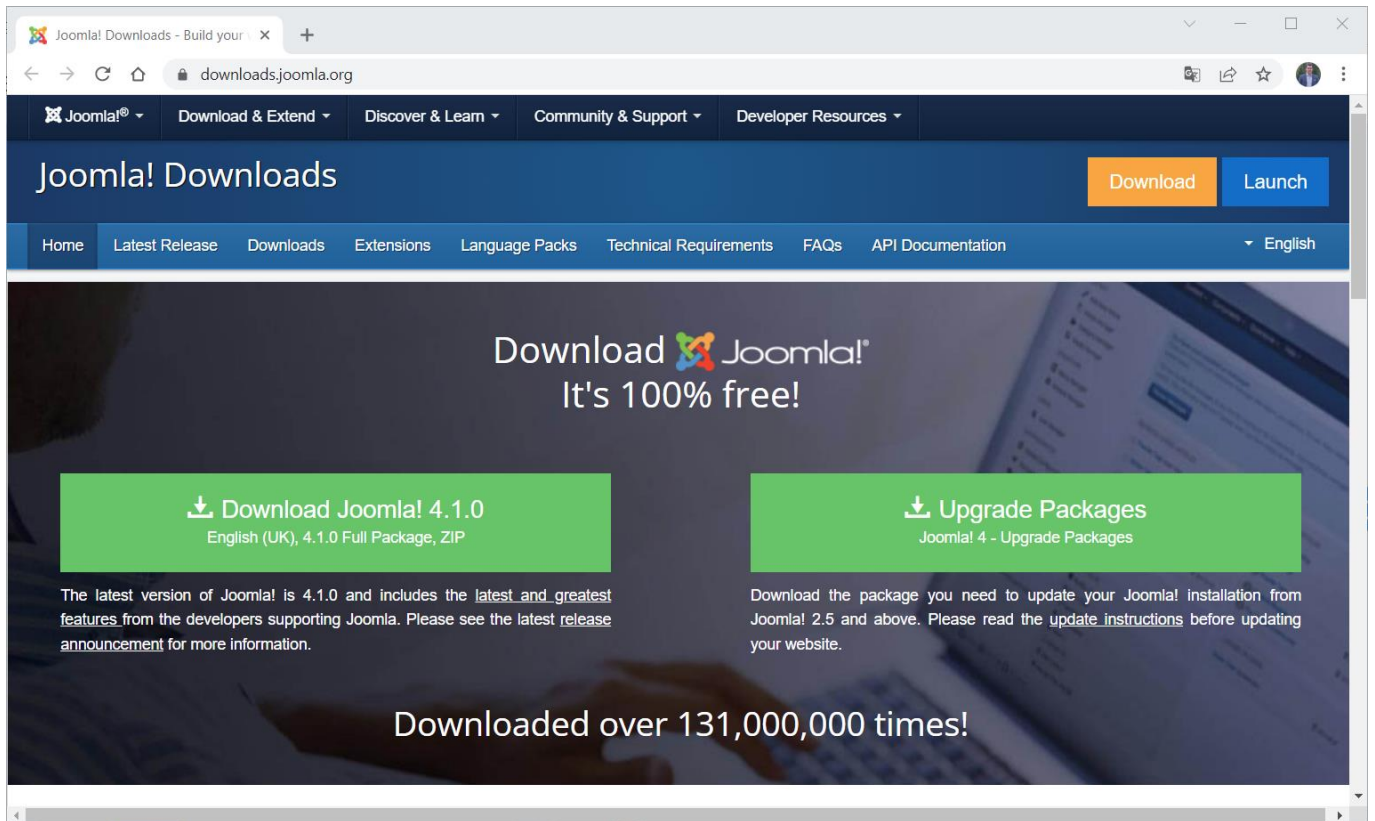 Joomla! Downloads - Build your
downloads.joomla.org
Joomla!®
Download & Extend
Discover & Learn
Community & Support
Developer Resources
Joomla! Downloads
Download
Launch
Home
Latest Release
Downloads
Extensions
Language Packs
Technical Requirements
FAQs
API Documentation
English
Download Joomla!®
It's 100% free!
Download Joomla! 4.1.0
English (UK), 4.1.0 Full Package, ZIP
The latest version of Joomla! is 4.1.0 and includes the latest and greatest
features from the developers supporting Joomla. Please see the latest release
announcement for more information.
Upgrade Packages
Joomla! 4 - Upgrade Packages
Download the package you need to update your Joomla! installation from
Joomla! 2.5 and above. Please read the update instructions before updating
your website.
Downloaded over 131,000,000 times!